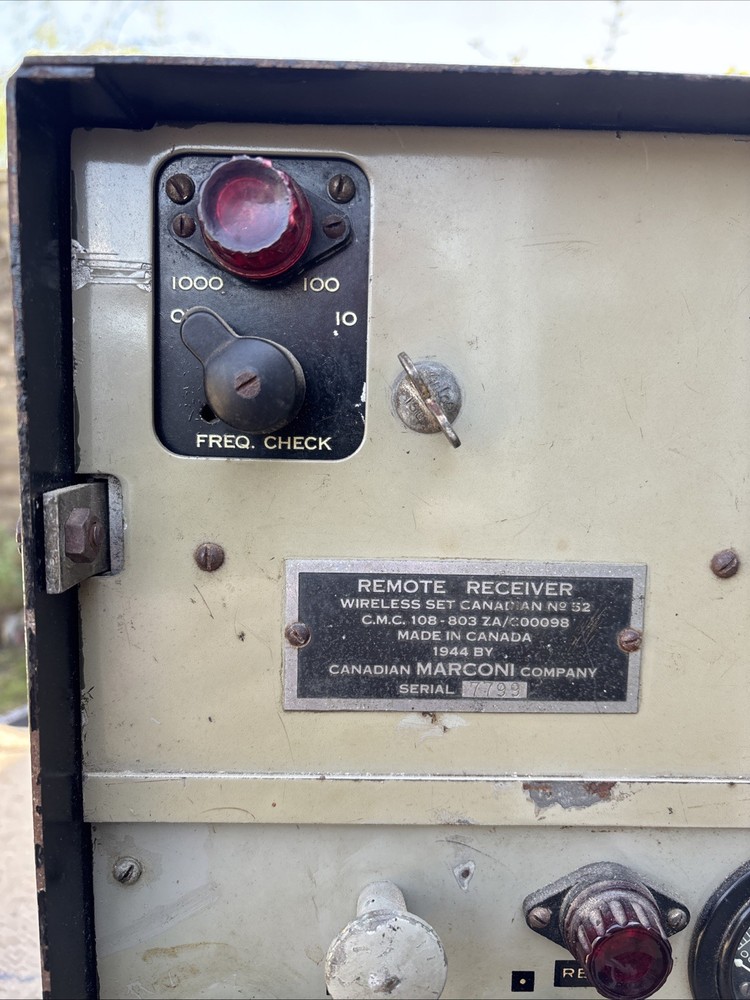 1000 100
0 10
FREQ. CHECK
REMOTE RECEIVER
WIRELESS SET CANADIAN Nº 52
C.M.C. 108-803 ZA/C00098
MADE IN CANADA
1944 BY
CANADIAN MARCONI COMPANY
SERIAL 7799